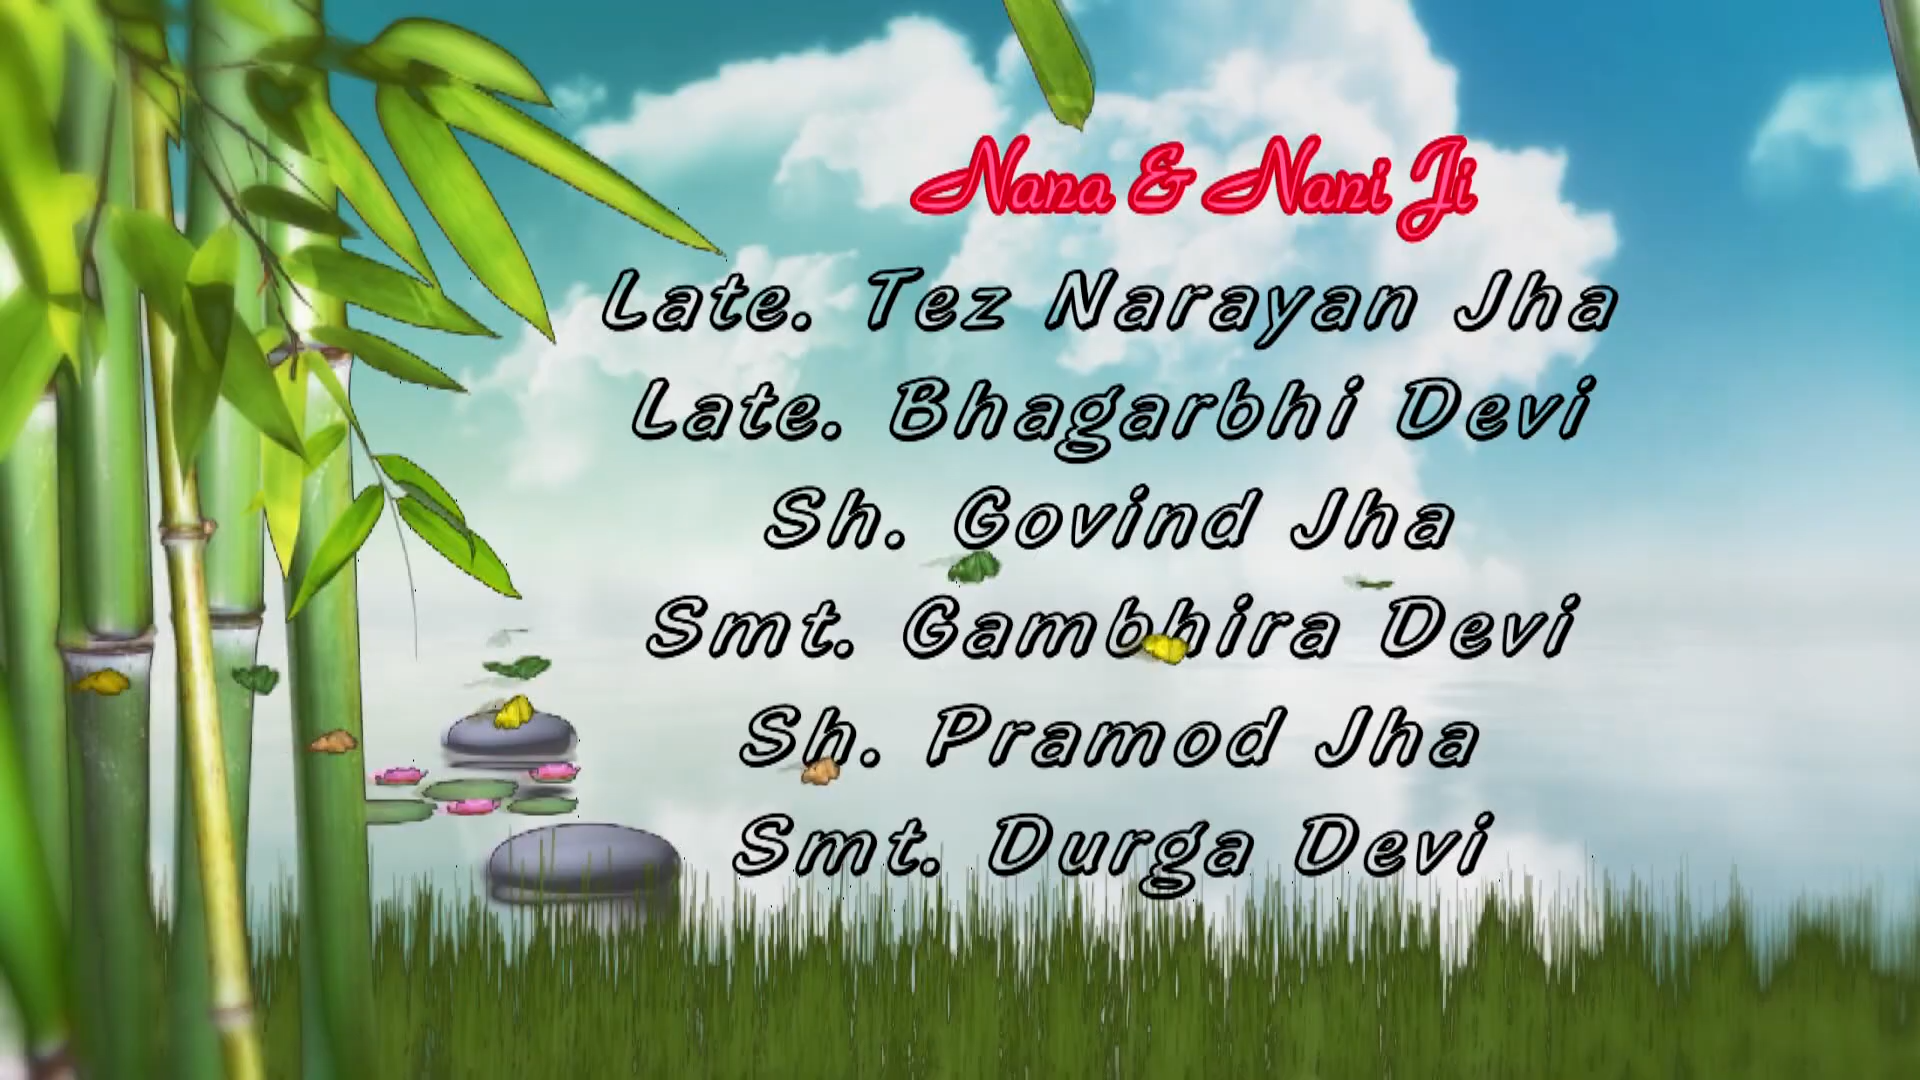 Nana & Nani Ji
Late. Tez Narayan Jha
Late. Bhagarbhi Devi
Sh. Govind Jha
Smt. Gambhira Devi
Sh. Pramod Jha
Smt. Durga Devi